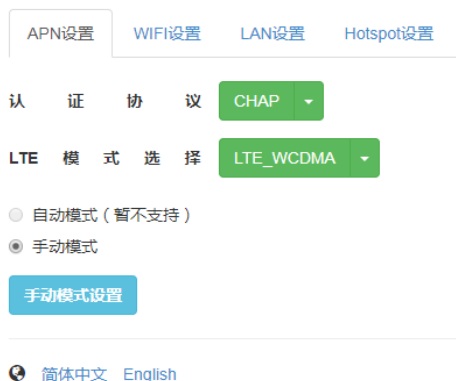 APN设置 WIFI设置 LAN设置 Hotspot设置
认证协议 CHAP
LTE模式选择 LTE_WCDMA
自动模式（暂不支持）
手动模式
手动模式设置
简体中文 English